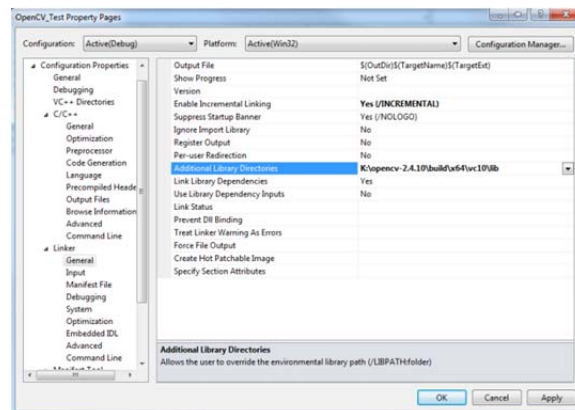 OpenCV_Test Property Pages
Configuration: Active(Debug) Platform: Active(Win32) Configuration Manager...
Configuration Properties
General
Debugging
VC++ Directories
C/C++
General
Optimization
Preprocessor
Code Generation
Language
Precompiled Heade
Output Files
Browse Information
Advanced
Command Line
Linker
General
Input
Manifest File
Debugging
System
Optimization
Embedded IDL
Advanced
Command Line
Manifest Tool
Output File $(OutDir)$(TargetName)$(TargetExt)
Show Progress Not Set
Version
Enable Incremental Linking Yes (/INCREMENTAL)
Suppress Startup Banner Yes (/NOLOGO)
Ignore Import Library No
Register Output No
Per-user Redirection No
Additional Library Directories K:\opencv-2.4.10\build\x64\vc10\lib
Link Library Dependencies Yes
Use Library Dependency Inputs No
Link Status
Prevent Dll Binding
Treat Linker Warning As Errors
Force File Output
Create Hot Patchable Image
Specify Section Attributes
Additional Library Directories
Allows the user to override the environmental library path (/LIBPATH:folder)
OK Cancel Apply